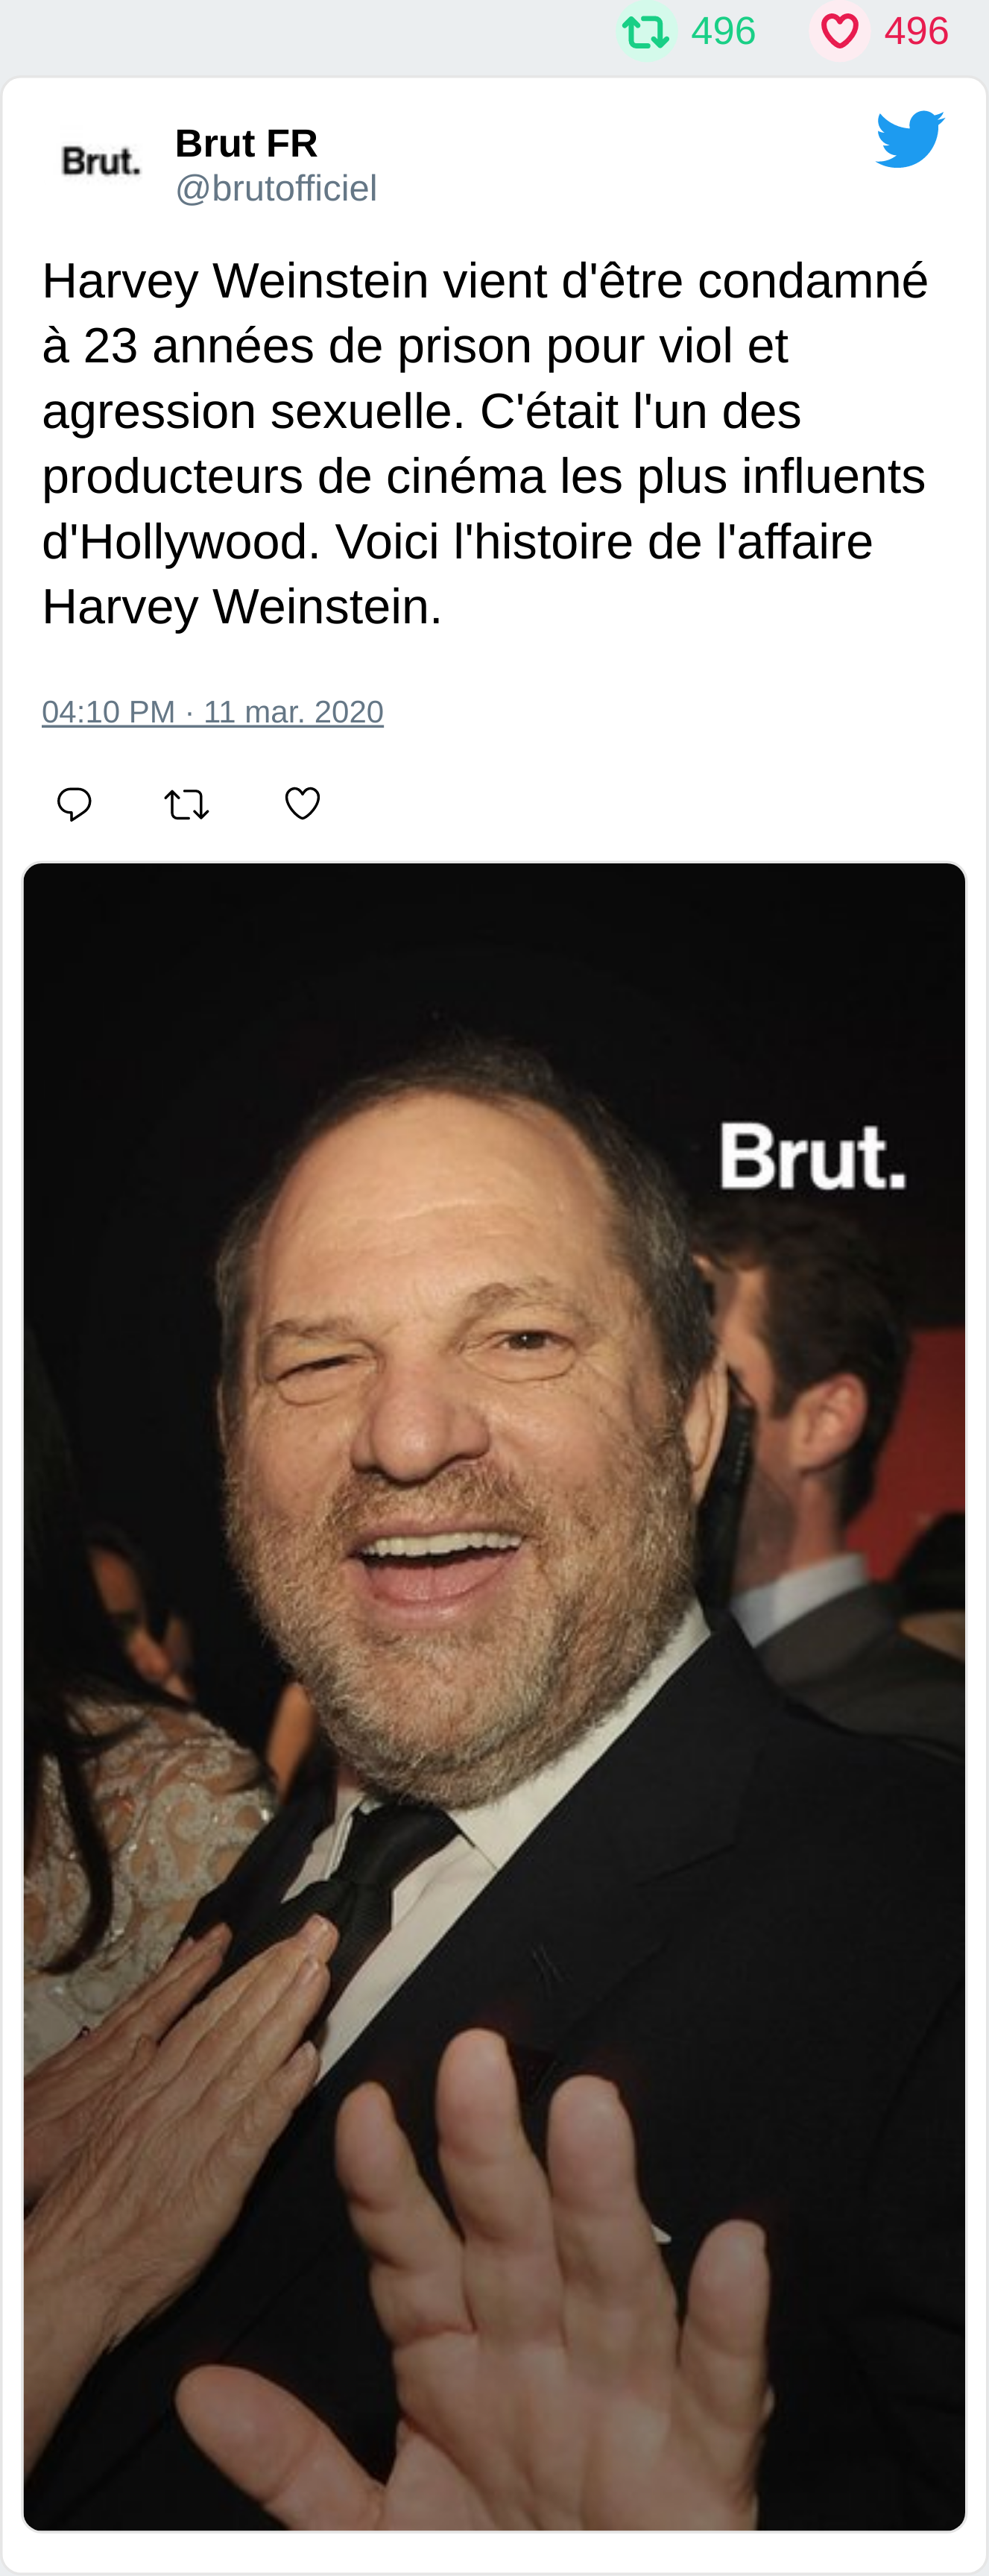 496 496
Brut.
Brut FR
@brutofficiel
Harvey Weinstein vient d'être condamné
à 23 années de prison pour viol et
agression sexuelle. C'était l'un des
producteurs de cinéma les plus influents
d'Hollywood. Voici l'histoire de l'affaire
Harvey Weinstein.
04:10 PM · 11 mar. 2020
Brut.